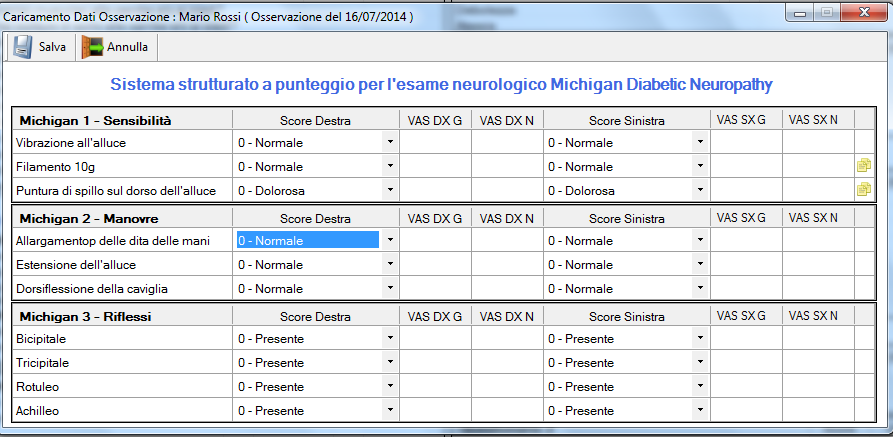 Caricamento Dati Osservazione : Mario Rossi ( Osservazione del 16/07/2014 )
Salva Annulla
Sistema strutturato a punteggio per l'esame neurologico Michigan Diabetic Neuropathy
Michigan 1 - Sensibilità Score Destra VAS DX G VAS DX N Score Sinistra VAS SX G VAS SX N
Vibrazione all'alluce 0 - Normale 0 - Normale
Filamento 10g 0 - Normale 0 - Normale
Puntura di spillo sul dorso dell'alluce 0 - Dolorosa 0 - Dolorosa
Michigan 2 - Manovre Score Destra VAS DX G VAS DX N Score Sinistra VAS SX G VAS SX N
Allargamentop delle dita delle mani 0 - Normale 0 - Normale
Estensione dell'alluce 0 - Normale 0 - Normale
Dorsiflessione della caviglia 0 - Normale 0 - Normale
Michigan 3 - Riflessi Score Destra VAS DX G VAS DX N Score Sinistra VAS SX G VAS SX N
Bicipitale 0 - Presente 0 - Presente
Tricipitale 0 - Presente 0 - Presente
Rotuleo 0 - Presente 0 - Presente
Achilleo 0 - Presente 0 - Presente